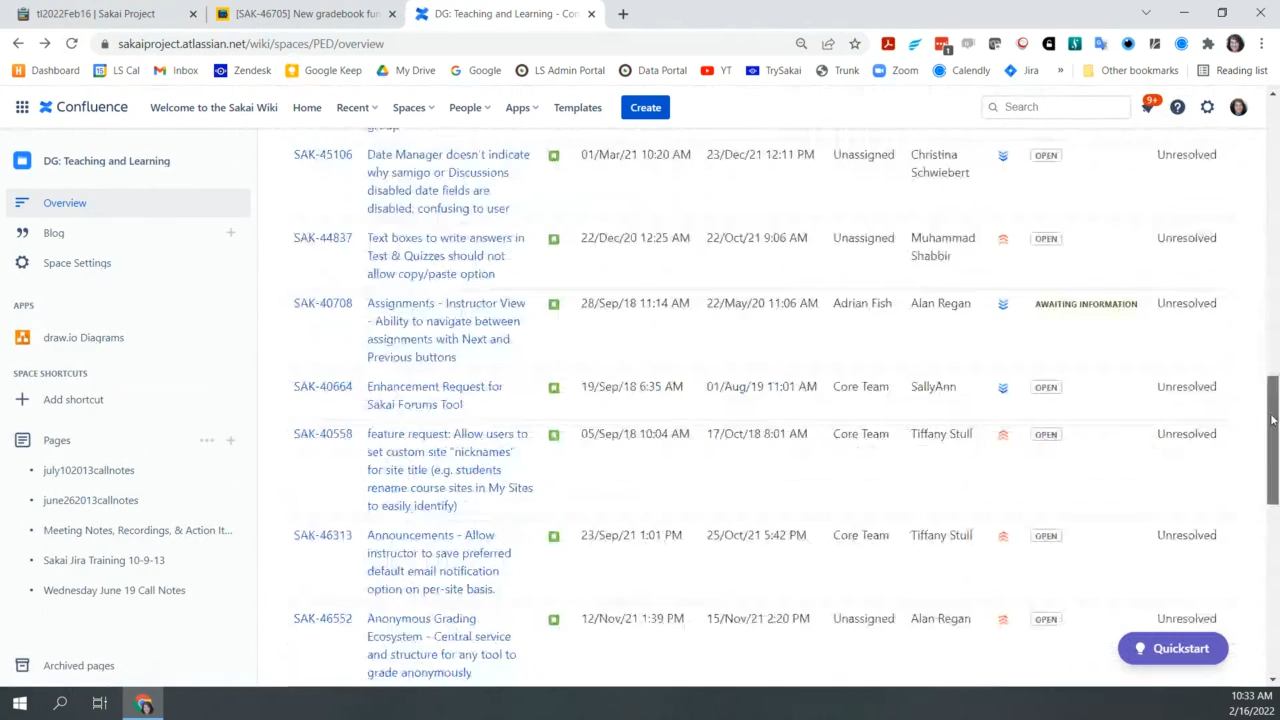 tl2022Feb16 | Sakai Project
[SAK-46705] New gradebook fun
DG: Teaching and Learning - Con
sakaiproject.atlassian.net/wiki/spaces/PED/overview
Dashboard LS Cal Inbox Zendesk Google Keep My Drive Google LS Admin Portal Data Portal YT TrySakai Trunk Zoom Calendly Jira » Other bookmarks Reading list
Confluence Welcome to the Sakai Wiki Home Recent Spaces People Apps Templates Create Search 9+
DG: Teaching and Learning
Overview
Blog
Space Settings
APPS
draw.io Diagrams
SPACE SHORTCUTS
Add shortcut
Pages
july102013callnotes
june262013callnotes
Meeting Notes, Recordings, & Action It...
Sakai Jira Training 10-9-13
Wednesday June 19 Call Notes
Archived pages
group
SAK-45106 Date Manager doesn't indicate 01/Mar/21 10:20 AM 23/Dec/21 12:11 PM Unassigned Christina OPEN Unresolved
why samigo or Discussions Schwiebert
disabled date fields are
disabled, confusing to user
SAK-44837 Text boxes to write answers in 22/Dec/20 12:25 AM 22/Oct/21 9:06 AM Unassigned Muhammad OPEN Unresolved
Test & Quizzes should not Shabbir
allow copy/paste option
SAK-40708 Assignments - Instructor View 28/Sep/18 11:14 AM 22/May/20 11:06 AM Adrian Fish Alan Regan AWAITING INFORMATION Unresolved
- Ability to navigate between
assignments with Next and
Previous buttons
SAK-40664 Enhancement Request for 19/Sep/18 6:35 AM 01/Aug/19 11:01 AM Core Team SallyAnn OPEN Unresolved
Sakai Forums Tool
SAK-40558 feature request: Allow users to 05/Sep/18 10:04 AM 17/Oct/18 8:01 AM Core Team Tiffany Stull OPEN Unresolved
set custom site "nicknames"
for site title (e.g. students
rename course sites in My Sites
to easily identify)
SAK-46313 Announcements - Allow 23/Sep/21 1:01 PM 25/Oct/21 5:42 PM Core Team Tiffany Stull OPEN Unresolved
instructor to save preferred
default email notification
option on per-site basis.
SAK-46552 Anonymous Grading 12/Nov/21 1:39 PM 15/Nov/21 2:20 PM Unassigned Alan Regan OPEN Unresolved
Ecosystem - Central service
and structure for any tool to
grade anonymously.
Quickstart
10:33 AM
2/16/2022